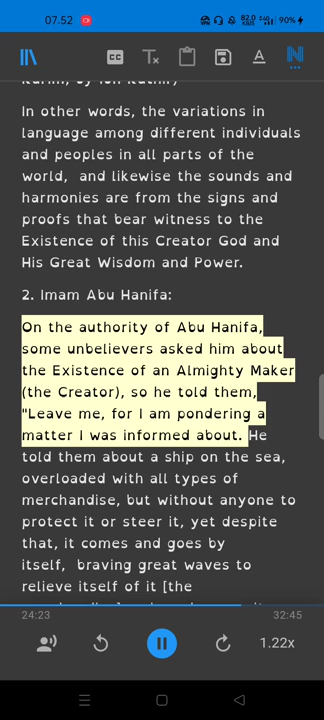 07.52
82.0
90%
CC
In other words, the variations in
language among different individuals
and peoples in all parts of the
world, and likewise the sounds and
harmonies are from the signs and
proofs that bear witness to the
Existence of this Creator God and
His Great Wisdom and Power.
2. Imam Abu Hanifa:
On the authority of Abu Hanifa,
some unbelievers asked him about
the Existence of an Almighty Maker
(the Creator), so he told them,
"Leave me, for I am pondering a
matter I was informed about. He
told them about a ship on the sea,
overloaded with all types of
merchandise, but without anyone to
protect it or steer it, yet despite
that, it comes and goes by
itself, braving great waves to
relieve itself of it [the
24:23
32:45
1.22x